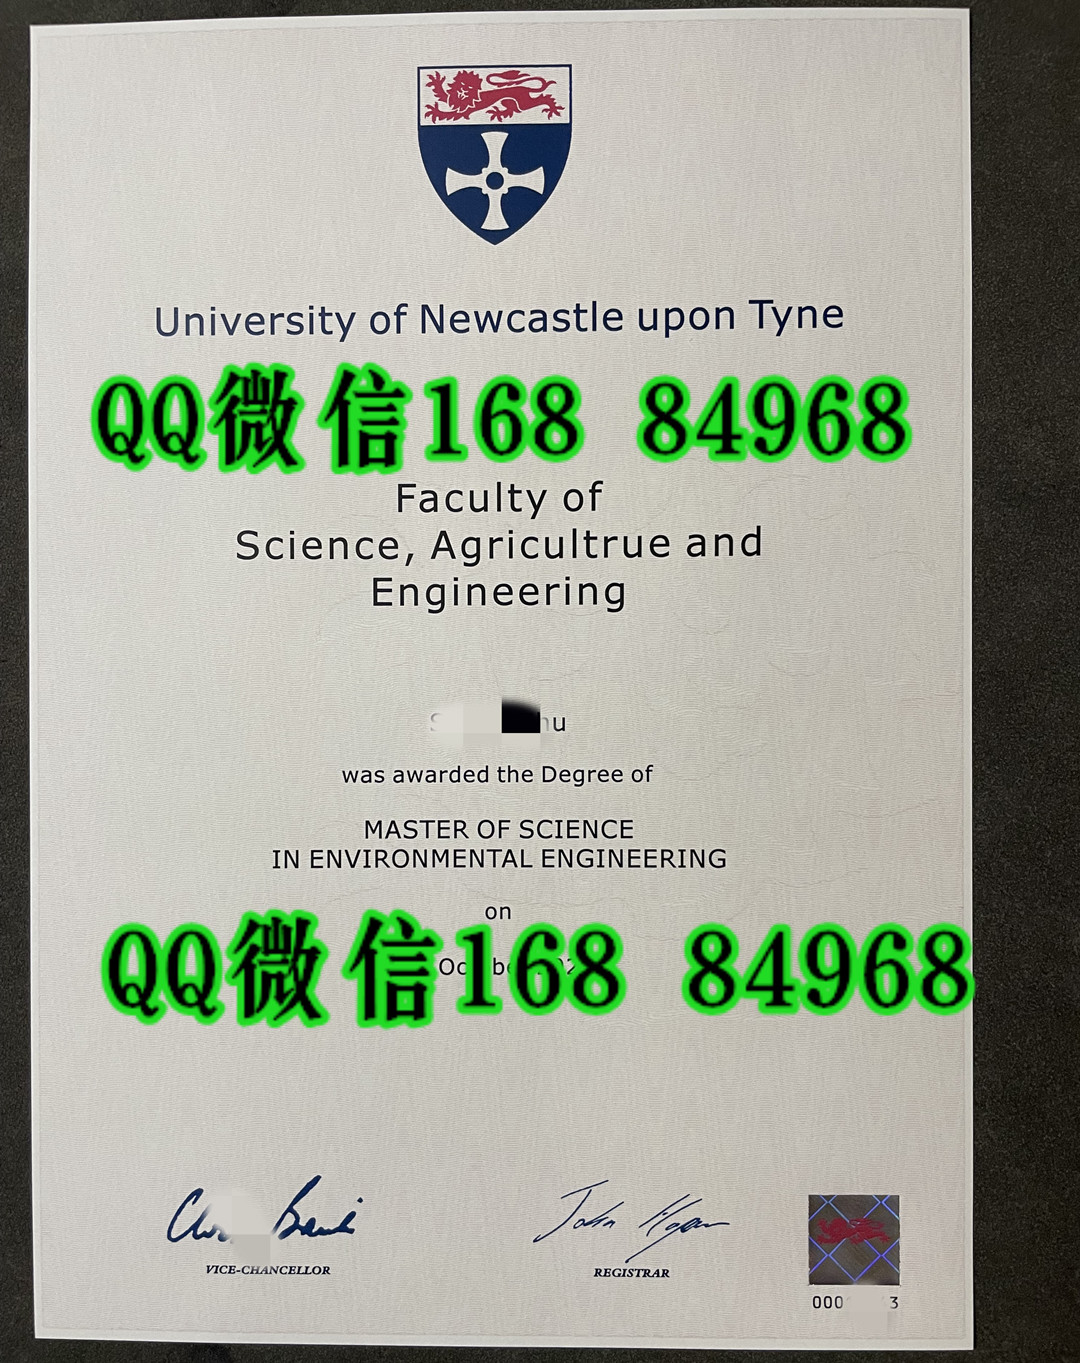 University of Newcastle upon Tyne
QQ微信168 84968
Faculty of
Science, Agricultrue and
Engineering
was awarded the Degree of
MASTER OF SCIENCE
IN ENVIRONMENTAL ENGINEERING
on
QQ微信168 84968
John Hogan
VICE-CHANCELLOR
REGISTRAR